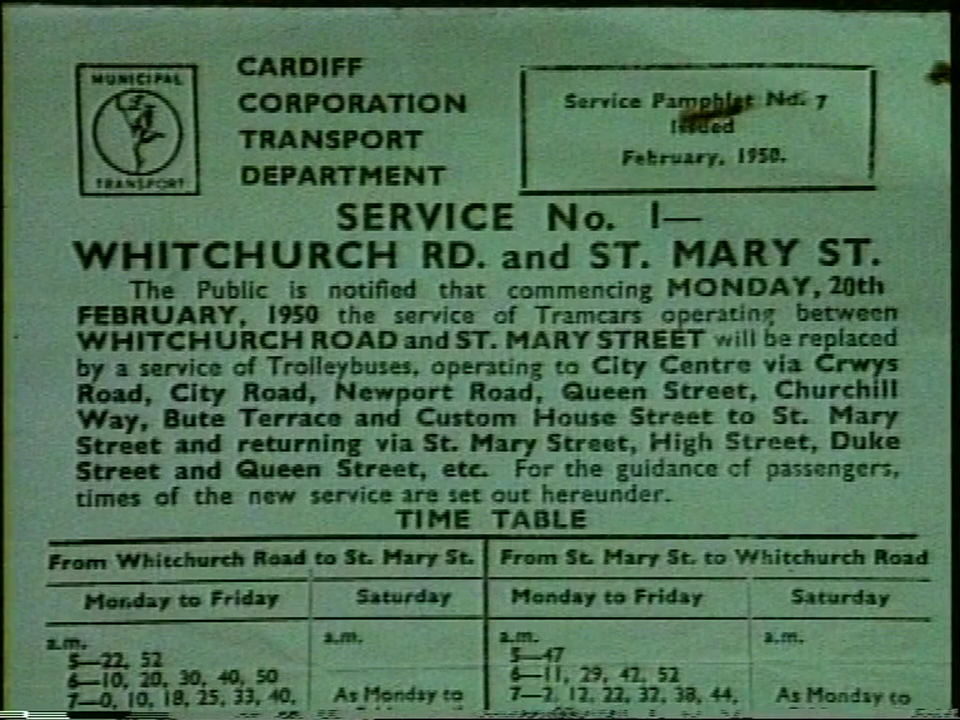 MUNICIPAL
TRANSPORT
CARDIFF
CORPORATION
TRANSPORT
DEPARTMENT
Service Pamphlet No. 7
Issued
February, 1950.
SERVICE No. 1—
WHITCHURCH RD. and ST. MARY ST.
The Public is notified that commencing MONDAY, 20th
FEBRUARY, 1950 the service of Tramcars operating between
WHITCHURCH ROAD and ST. MARY STREET will be replaced
by a service of Trolleybuses, operating to City Centre via Crwys
Road, City Road, Newport Road, Queen Street, Churchill
Way, Bute Terrace and Custom House Street to St. Mary
Street and returning via St. Mary Street, High Street, Duke
Street and Queen Street, etc. For the guidance of passengers,
times of the new service are set out hereunder.
TIME TABLE
From Whitchurch Road to St. Mary St.
From St. Mary St. to Whitchurch Road
Monday to Friday
Saturday
Monday to Friday
Saturday
a.m.
5—22, 52
6—10, 20, 30, 40, 50
7—0, 10, 18, 25, 33, 40,
a.m.
As Monday to
a.m.
5—47
6—11, 29, 42, 52
7—2, 12, 22, 32, 38, 44,
a.m.
As Monday to